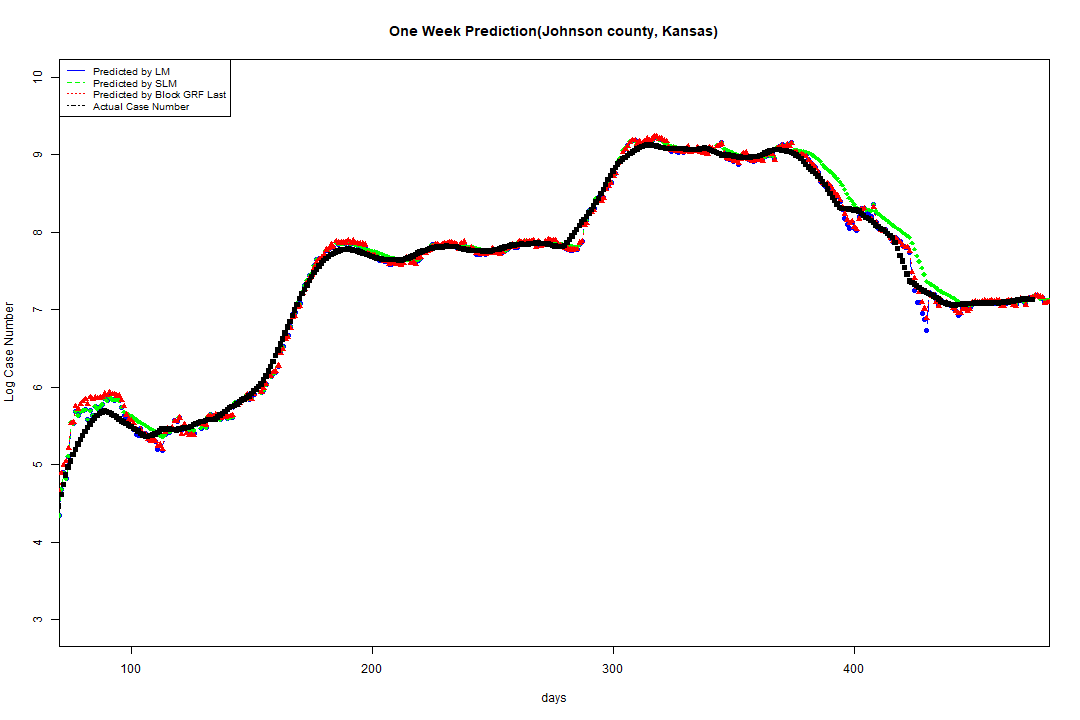 One Week Prediction(Johnson county, Kansas)
Predicted by LM
Predicted by SLM
Predicted by Block GRF Last
Actual Case Number
10
9
8
7
6
5
4
3
Log Case Number
100 200 300 400
days